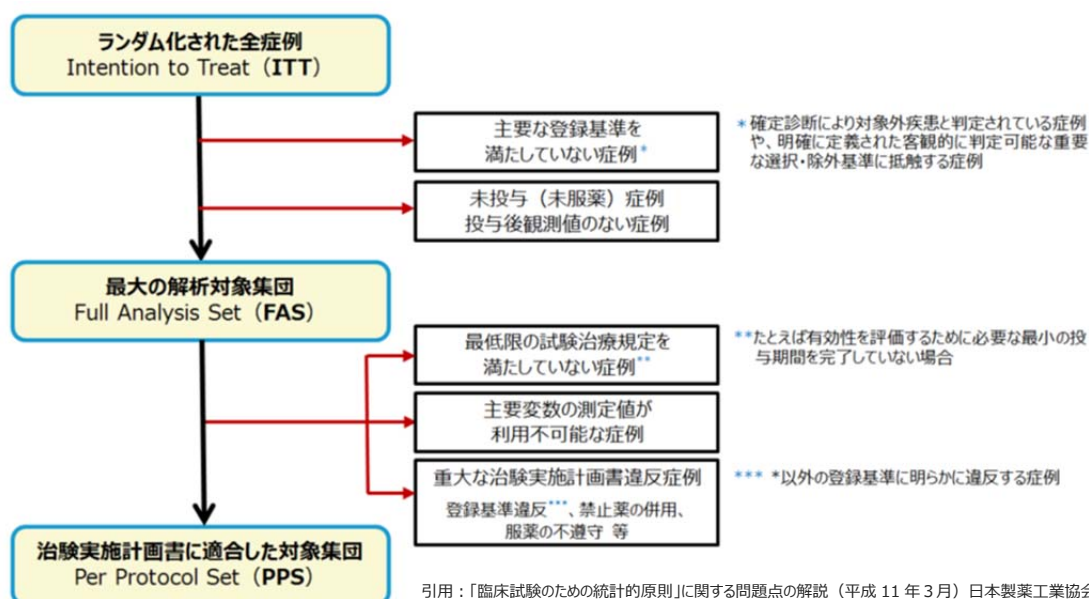 ランダム化された全症例
Intention to Treat（ITT）
主要な登録基準を
満たしていない症例*
*確定診断により対象外疾患と判定されている症例
や、明確に定義された客観的に判定可能な重要
な選択・除外基準に抵触する症例
未投与（未服薬）症例
投与後観測値のない症例
最大の解析対象集団
Full Analysis Set（FAS）
最低限の試験治療規定を
満たしていない症例**
**たとえば有効性を評価するために必要な最小の投
与期間を完了していない場合
主要変数の測定値が
利用不可能な症例
重大な治験実施計画書違反症例
登録基準違反***、禁止薬の併用、
服薬の不遵守 等
*** *以外の登録基準に明らかに違反する症例
治験実施計画書に適合した対象集団
Per Protocol Set（PPS）
引用：「臨床試験のための統計的原則」に関する問題点の解説（平成 11 年 3 月）日本製薬工業協会